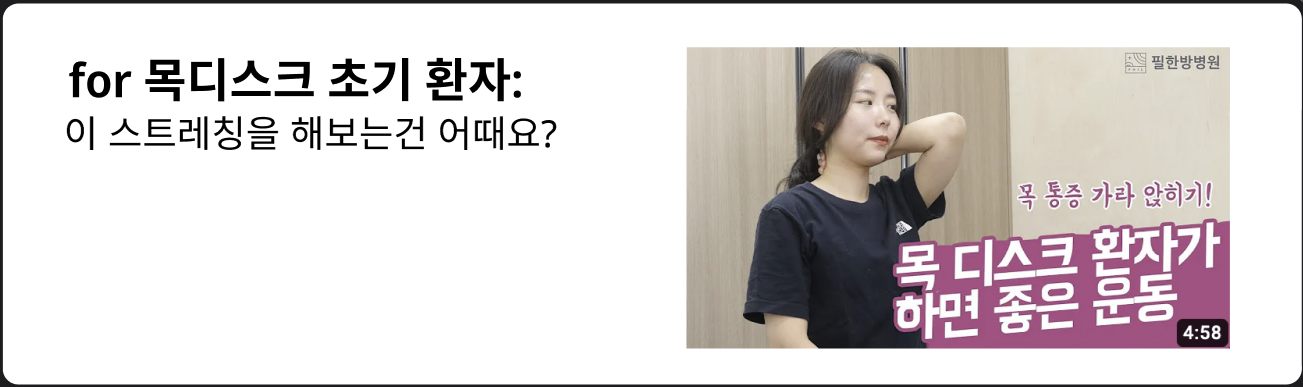 for 목디스크 초기 환자:
이 스트레칭을 해보는건 어때요?
필한방병원
목 통증 가라 앉히기!
목 디스크 환자가
하면 좋은 운동
4:58